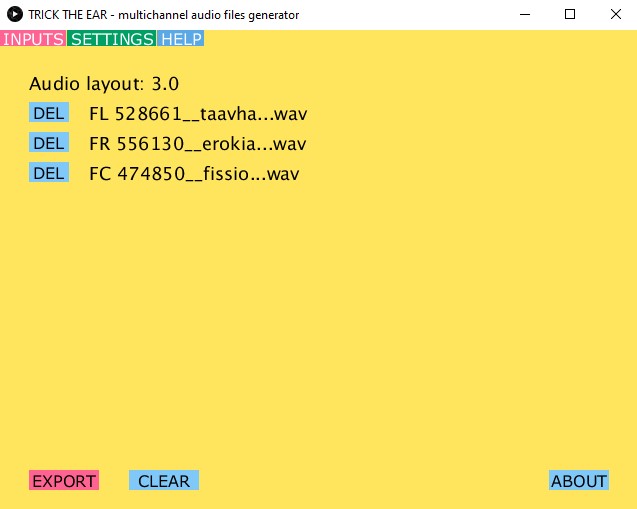 TRICK THE EAR - multichannel audio files generator
INPUTS SETTINGS HELP
Audio layout: 3.0
DEL FL 528661__taavha...wav
DEL FR 556130__erokia...wav
DEL FC 474850__fissio...wav
EXPORT CLEAR ABOUT